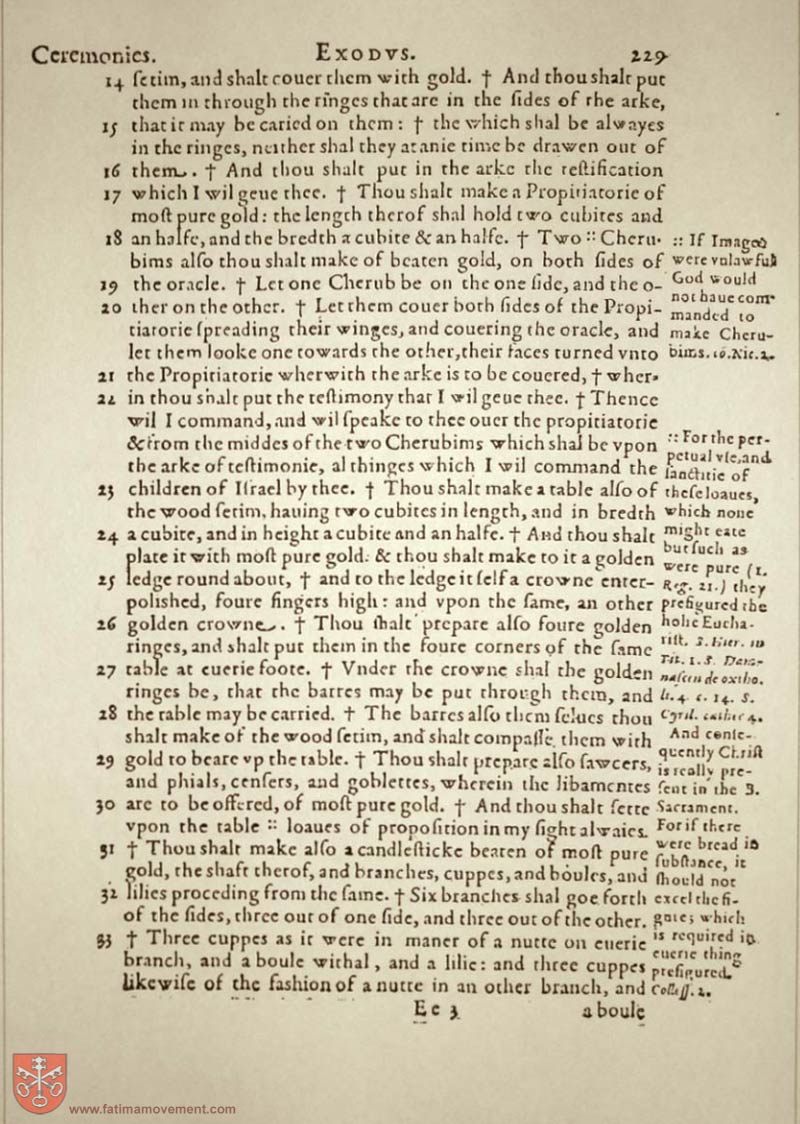 Ceremonies. EXODVS. 229
14 ſetim, and shalt couer them with gold. † And thou shalt put
them in through the ringes that are in the ſides of the arke,
15 that it may be caried on them: † the which shal be alwayes
in the ringes, neither shal they at anie time be drawen out of
16 them. † And thou shalt put in the arke the teſtification
17 which I wil geue thee. † Thou shalt make a Propitiatorie of
moſt pure gold: the length therof shal hold two cubites and
18 an halfe, and the bredth a cubite & an halfe. † Two :: Cheru-
bims alſo thou shalt make of beaten gold, on both ſides of
19 the oracle. † Let one Cherub be on the one ſide, and the o-
20 ther on the other. † Let them couer both ſides of the Propi-
tiatorie ſpreading their winges, and couering the oracle, and
let them looke one towards the other, their faces turned vnto
21 the Propitiatorie wherwith the arke is to be couered, † wher-
22 in thou shalt put the teſtimony that I wil geue thee. † Thence
wil I command, and wil ſpeake to thee ouer the propitiatorie
& from the middes of the two Cherubims which shal be vpon
the arke of teſtimonie, al thinges which I wil command the
23 children of Iſrael by thee. † Thou shalt make a table alſo of
the wood ſetim, hauing two cubites in length, and in bredth
24 a cubite, and in height a cubite and an halfe. † And thou shalt
plate it with moſt pure gold: & thou shalt make to it a golden
25 ledge round about, † and to the ledge it ſelf a crowne enter-
polished, foure fingers high: and vpon the ſame, an other
26 golden crowne. † Thou ſhalt prepare alſo foure golden
ringes, and shalt put them in the foure corners of the ſame
27 table at euerie foote. † Vnder the crowne shal the golden
ringes be, that the barres may be put through them, and
28 the table may be carried. † The barres alſo them ſelues thou
shalt make of the wood ſetim, and shalt compaſſe them with
29 gold to beare vp the table. † Thou shalt prepare alſo ſawcers,
and phials, cenſers, and goblettes, wherein the libamentes
30 are to be offered, of moſt pure gold. † And thou shalt ſette
vpon the table :: loaues of propoſition in my ſight alwaies.
31 † Thou shalt make alſo a candleſticke beaten of moſt pure
gold, the shaft therof, and branches, cuppes, and boules, and
32 lilies proceding from the ſame. † Six branches shal goe forth
of the ſides, three out of one ſide, and three out of the other.
33 † Three cuppes as it were in maner of a nutte on euerie
branch, and a boule withal, and a lilie: and three cuppes
likewiſe of the faſhion of a nutte in an other branch, and
Ee 3 a boule
:: If Images
were vnlawful
God would
not haue com-
manded to
make Cheru-
bims. 10. Nic. 2.
:: For the per-
petual vſe, and
ſanctitie of
theſe loaues,
which none
might eate
but ſuch as
were pure (1.
Reg. 21.) they
prefigured the
holie Eucha-
riſt. S. Hier. in
Tit. 1. S. Dama-
ſcen de ortho.
li. 4. c. 14. S.
Cyril. cathec 4.
And conſe-
quently Chriſt
is really pre-
ſent in the B.
Sacrament.
For if there
were bread in
ſubſtance, it
ſhould not
excel the fi-
gure; which
is required in
euerie thing
prefigured.
Coloſſ. 2.
www.fatimamovement.com